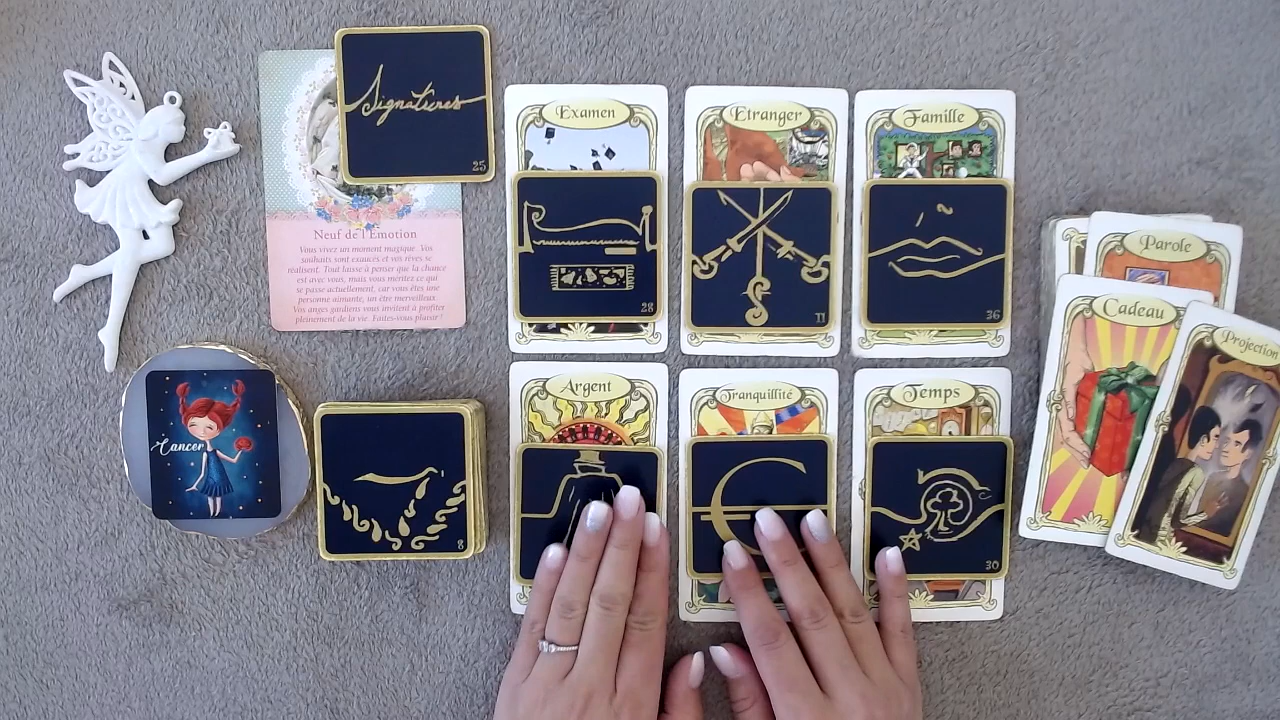 Signatures
25
Neuf de l'Emotion
Vous vivez un moment magique. Vos
souhaits sont exaucés et vos rêves se
réalisent. Tout laisse à penser que la chance
est avec vous, mais vous méritez ce qui
se passe actuellement, car vous êtes une
personne aimante, un être merveilleux.
Vos anges gardiens vous invitent à profiter
pleinement de la vie. Faites-vous plaisir !
Examen
Etranger
Famille
28
11
36
Parole
Cadeau
Projection
Cancer
8
Argent
Tranquillité
Temps
€
30